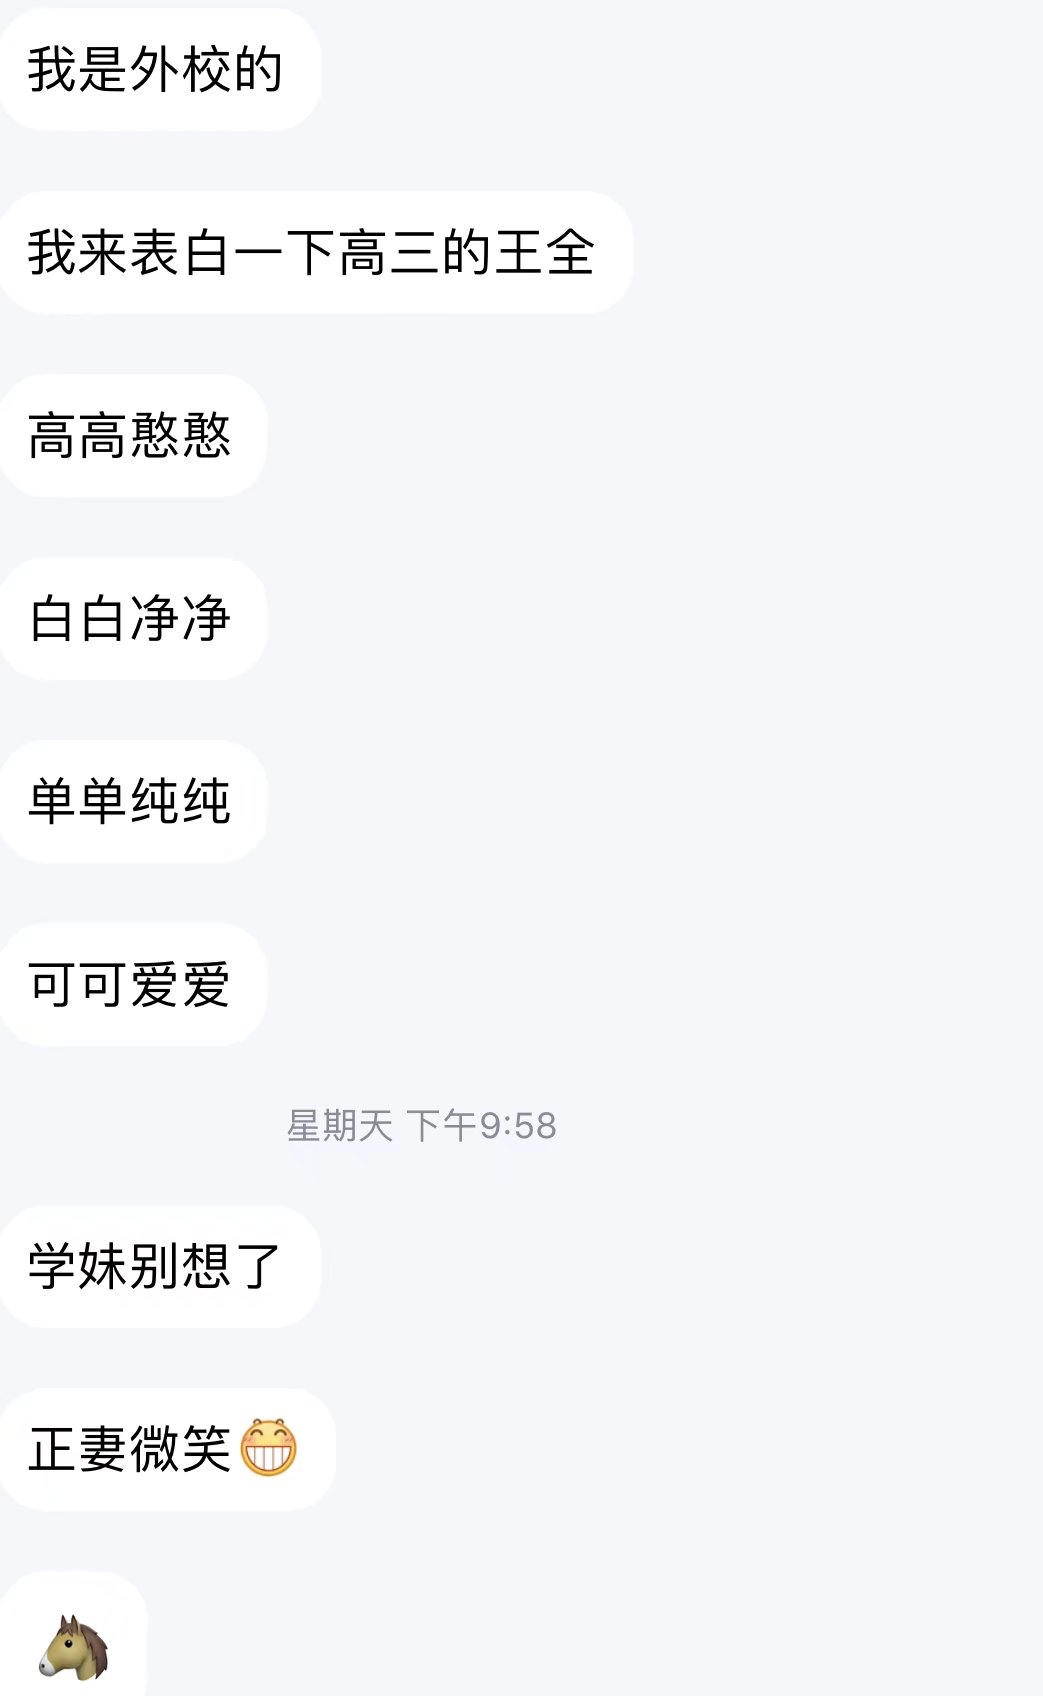 我是外校的
我来表白一下高三的王全
高高憨憨
白白净净
单单纯纯
可可爱爱
星期天 下午9:58
学妹别想了
正妻微笑😁
🐴